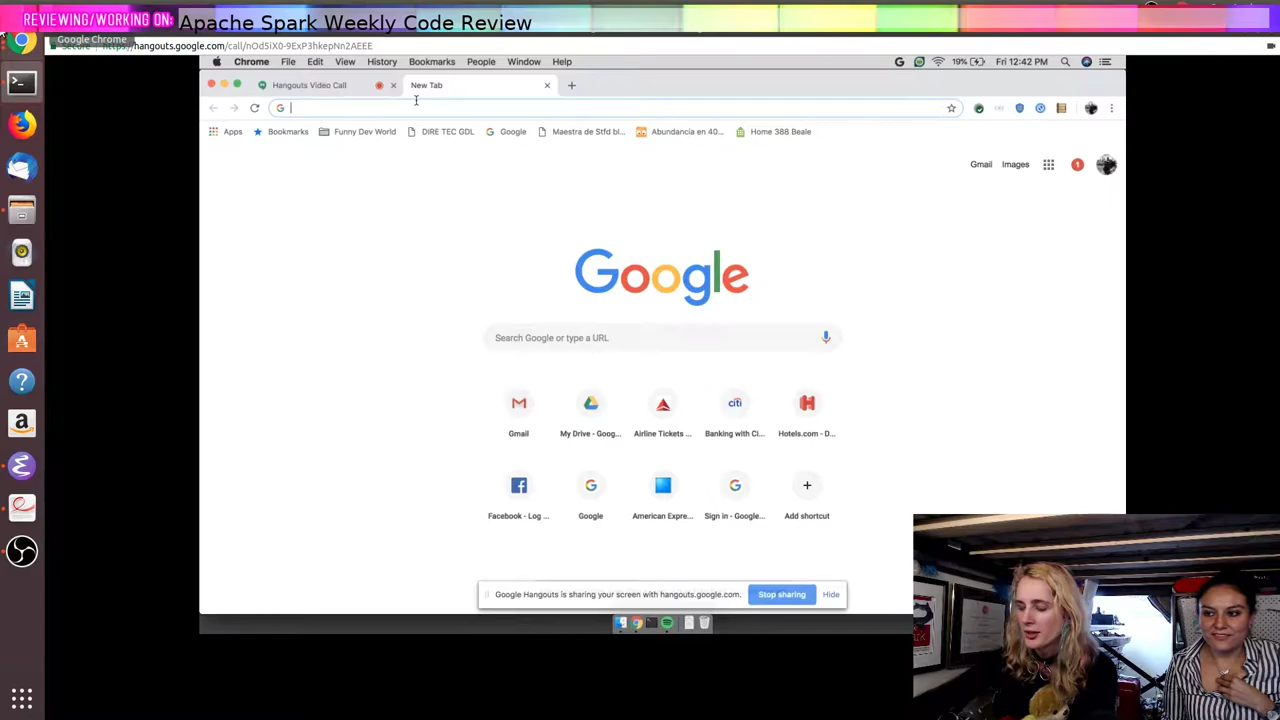 REVIEWING/WORKING ON: Apache Spark Weekly Code Review
Google Chrome
Secure https://hangouts.google.com/call/nOd5iX0-9ExP3hkepNn2AEEE
Chrome File Edit View History Bookmarks People Window Help 19% Fri 12:42 PM
Hangouts Video Call New Tab
Apps Bookmarks Funny Dev World DIRE TEC GDL Google Maestra de Stfd bl... Abundancia en 40... Home 388 Beale
Gmail Images 1
Google
Search Google or type a URL
citi
Gmail My Drive - Goog... Airline Tickets ... Banking with Ci... Hotels.com - D...
Facebook - Log ... Google American Expre... Sign in - Google... Add shortcut
Google Hangouts is sharing your screen with hangouts.google.com. Stop sharing Hide